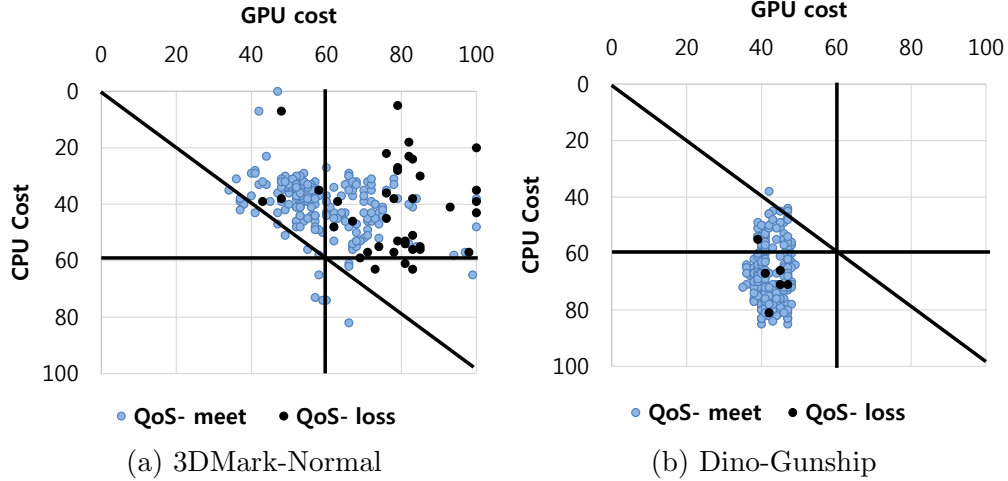 GPU cost
0 20 40 60 80 100
CPU Cost
0
20
40
60
80
100
QoS- meet QoS- loss
(a) 3DMark-Normal
GPU cost
0 20 40 60 80 100
CPU Cost
0
20
40
60
80
100
QoS- meet QoS- loss
(b) Dino-Gunship